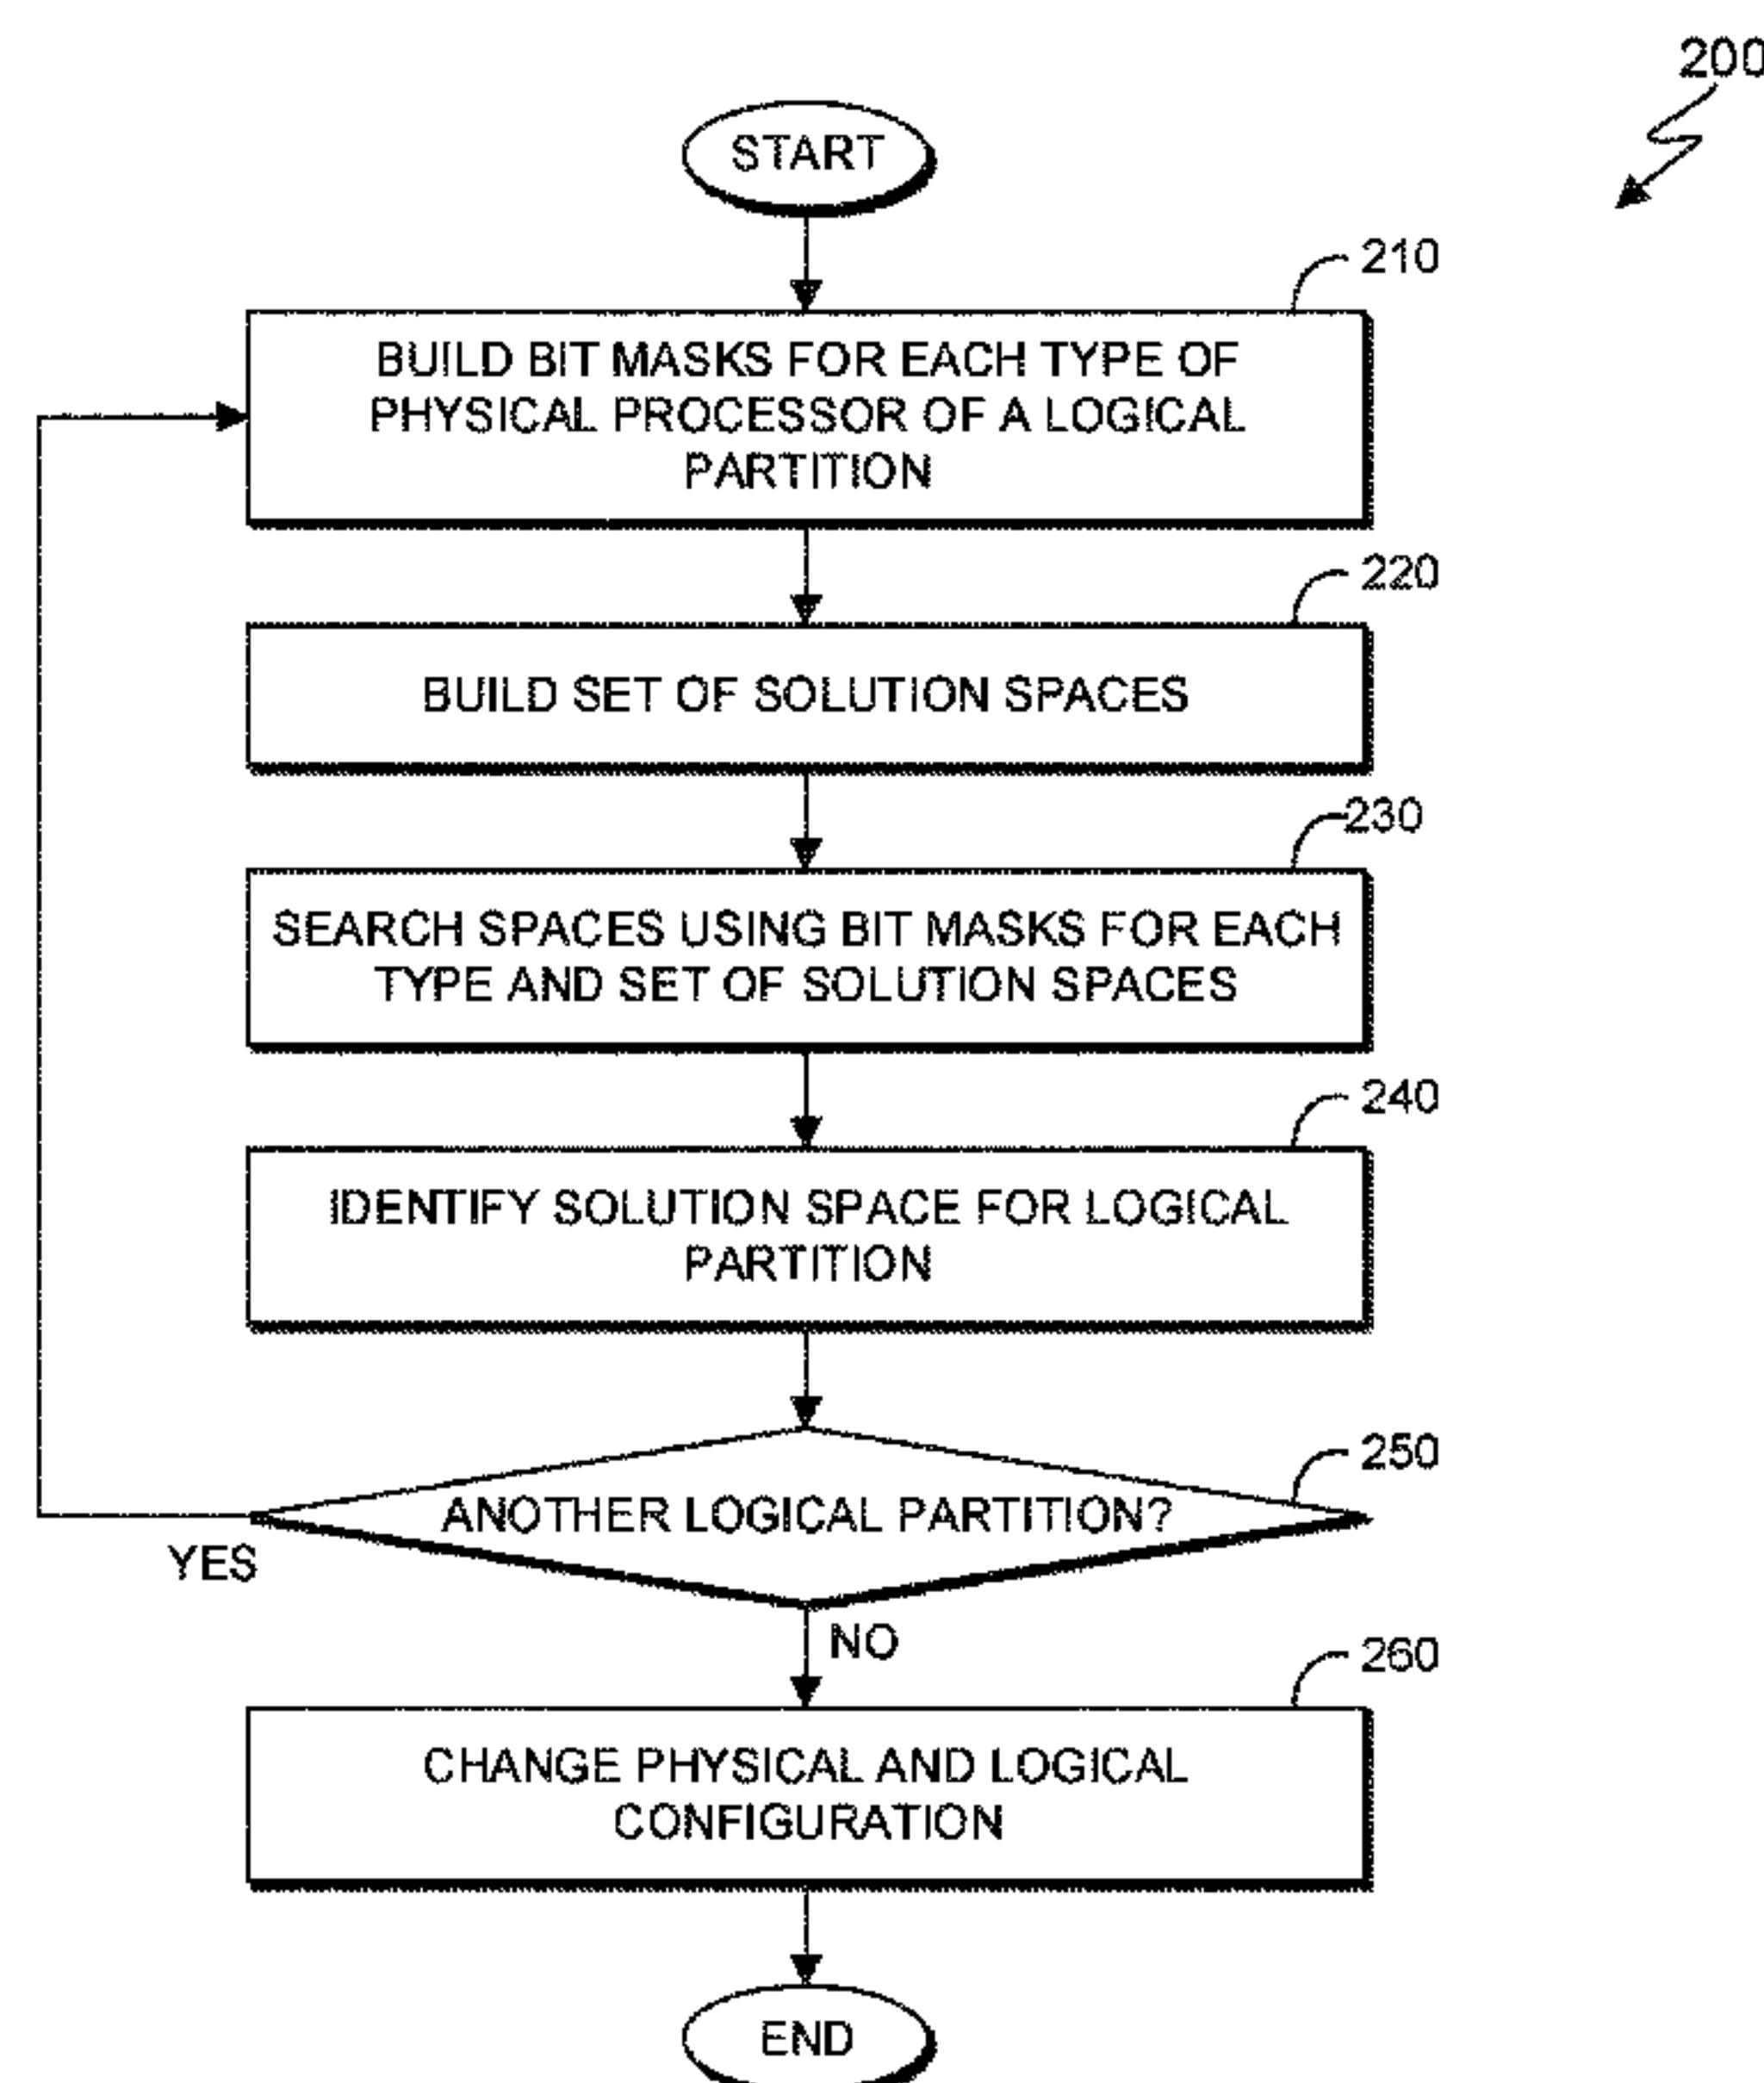 200
START
210
BUILD BIT MASKS FOR EACH TYPE OF
PHYSICAL PROCESSOR OF A LOGICAL
PARTITION
220
BUILD SET OF SOLUTION SPACES
230
SEARCH SPACES USING BIT MASKS FOR EACH
TYPE AND SET OF SOLUTION SPACES
240
IDENTIFY SOLUTION SPACE FOR LOGICAL
PARTITION
250
ANOTHER LOGICAL PARTITION?
YES
NO
260
CHANGE PHYSICAL AND LOGICAL
CONFIGURATION
END